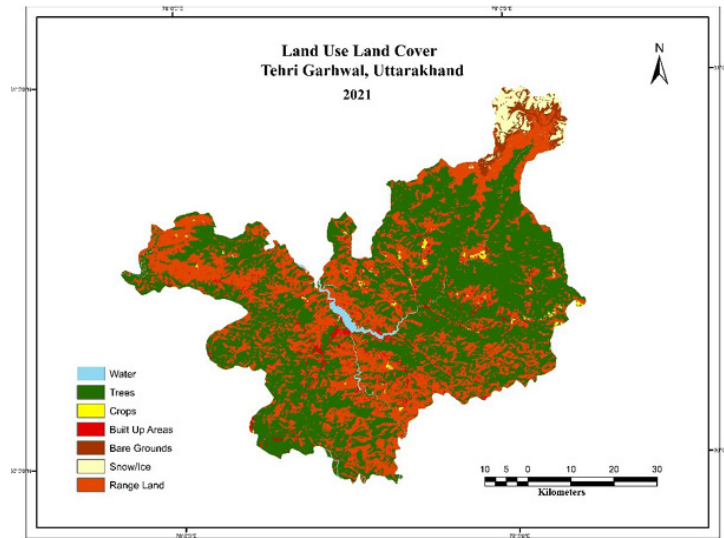 Land Use Land Cover
Tehri Garhwal, Uttarakhand
2021
N
Water
Trees
Crops
Built Up Areas
Bare Grounds
Snow/Ice
Range Land
10 5 0 10 20 30
Kilometers